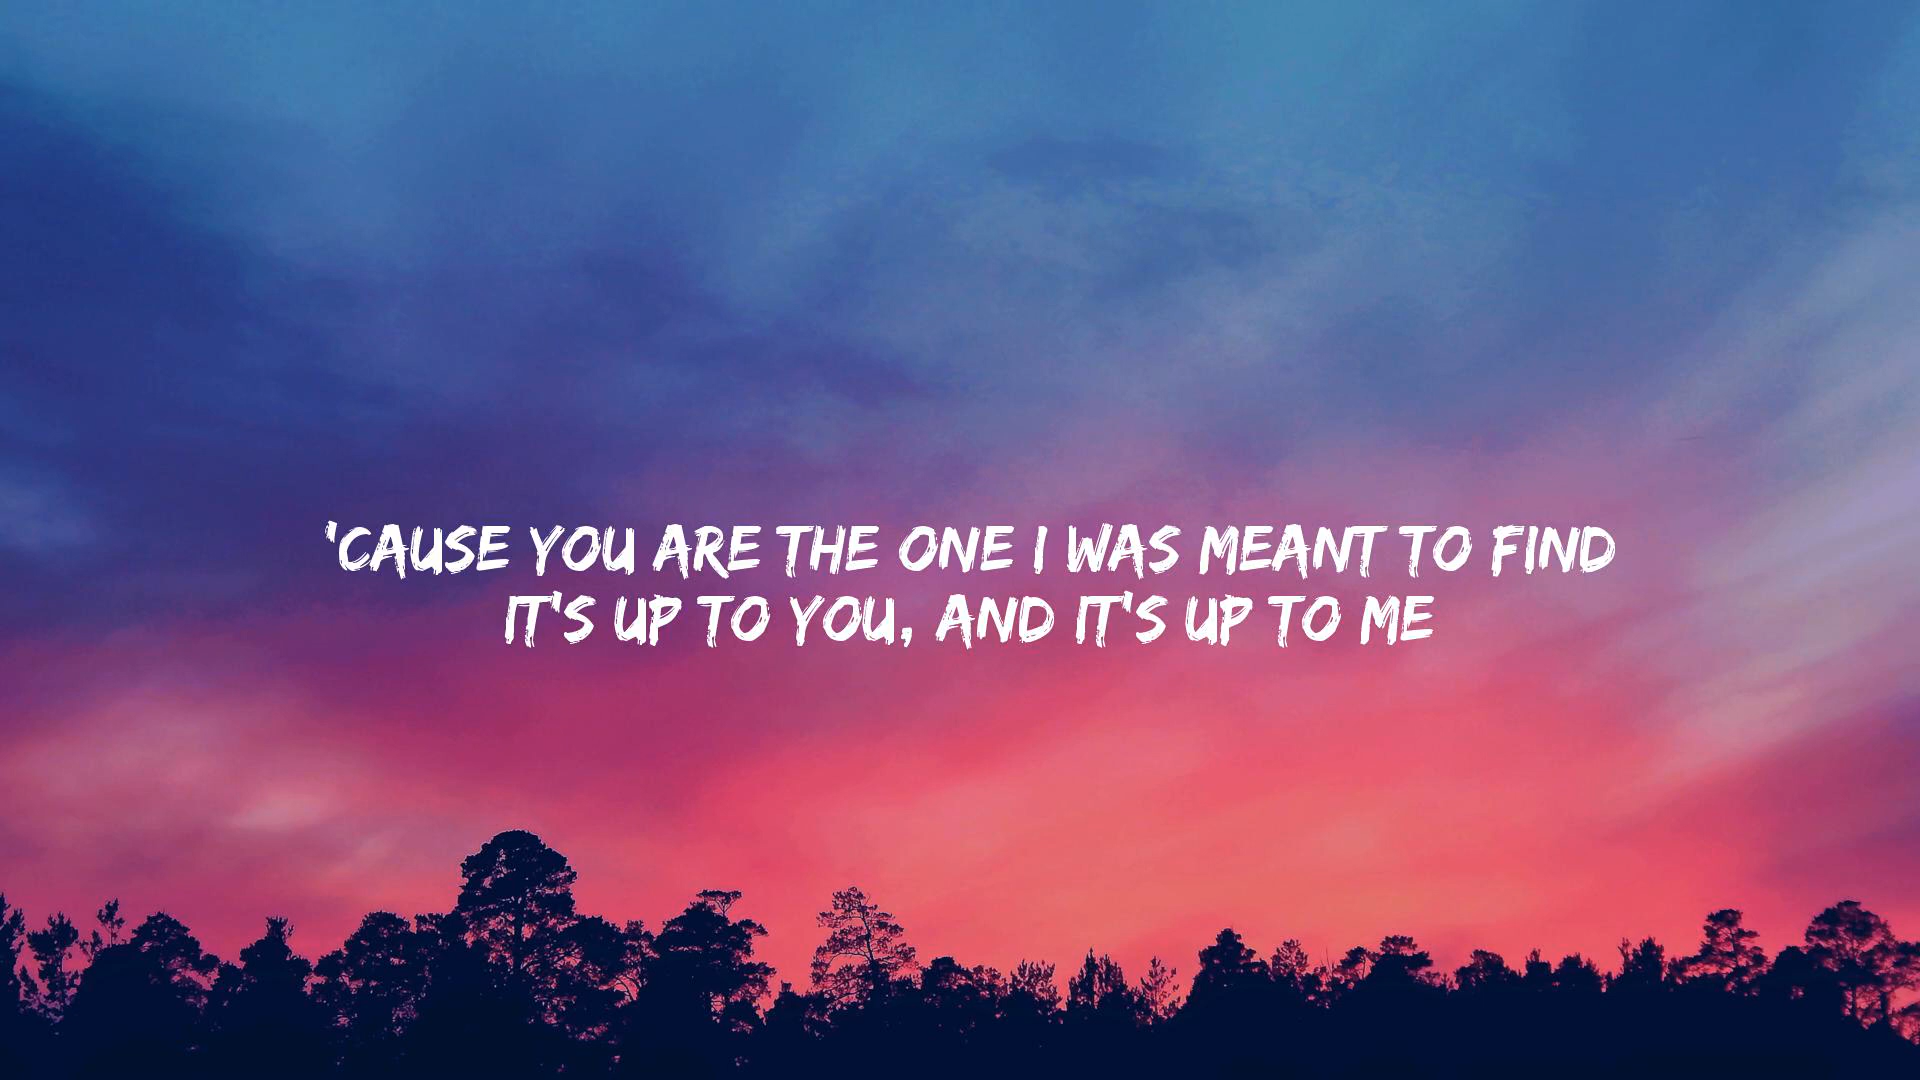 'CAUSE YOU ARE THE ONE I WAS MEANT TO FIND
IT'S UP TO YOU, AND IT'S UP TO ME